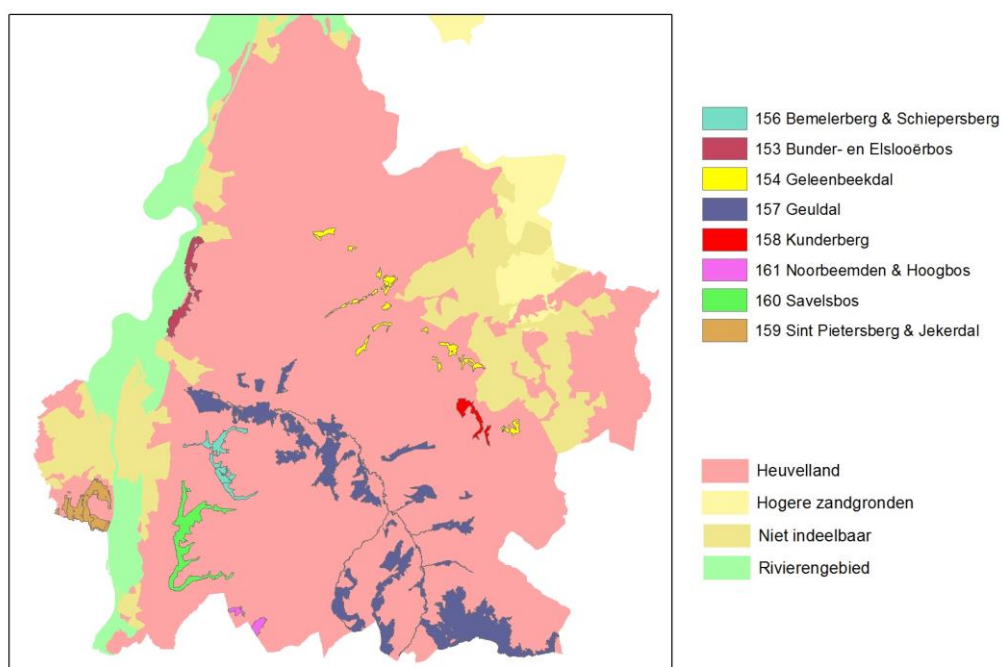 156 Bemelerberg & Schiepersberg
153 Bunder- en Elslooërbos
154 Geleenbeekdal
157 Geuldal
158 Kunderberg
161 Noorbeemden & Hoogbos
160 Savelsbos
159 Sint Pietersberg & Jekerdal
Heuvelland
Hogere zandgronden
Niet indeelbaar
Rivierengebied